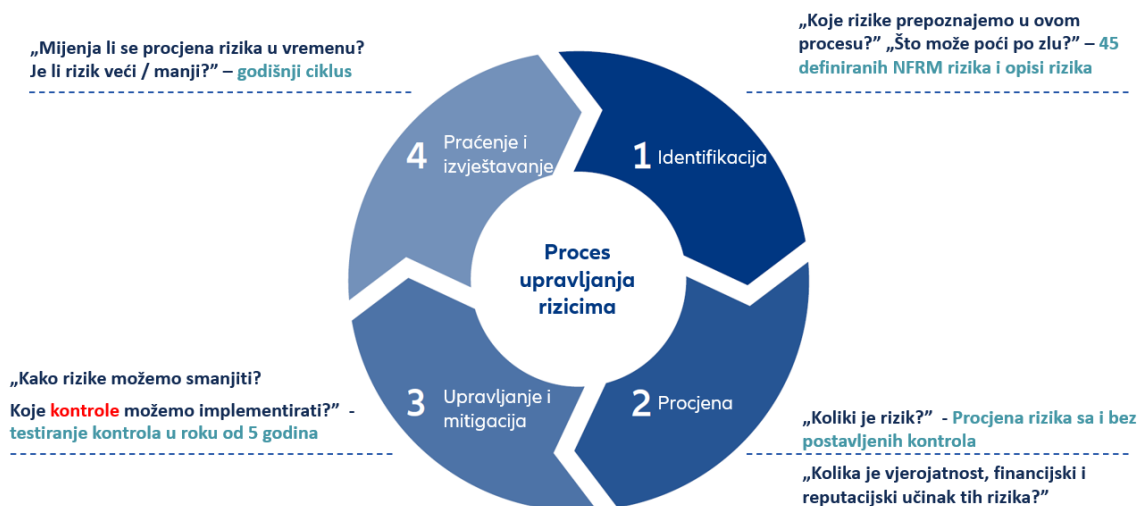 „Mijenja li se procjena rizika u vremenu?
Je li rizik veći / manji?” – godišnji ciklus
„Koje rizike prepoznajemo u ovom
procesu?” „Što može poći po zlu?” – 45
definiranih NFRM rizika i opisi rizika
4 Praćenje i
izvještavanje
1 Identifikacija
Proces
upravljanja
rizicima
3 Upravljanje i
mitigacija
2 Procjena
„Kako rizike možemo smanjiti?
Koje kontrole možemo implementirati?” -
testiranje kontrola u roku od 5 godina
„Koliki je rizik?” - Procjena rizika sa i bez
postavljenih kontrola
„Kolika je vjerojatnost, financijski i
reputacijski učinak tih rizika?”